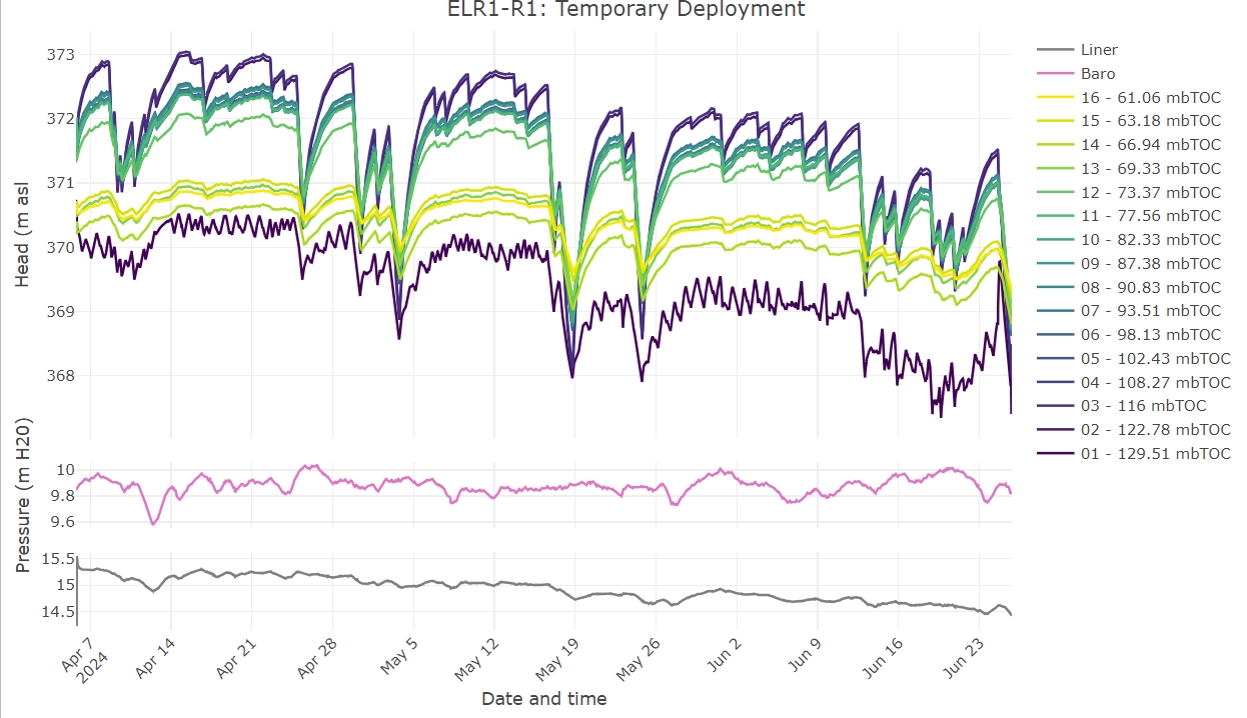 ELR1-R1: Temporary Deployment
Head (m asl
373
372
371
370
369
368
Pressure (m H20)
10
9.8
9.6
15.5
15
14.5
Apr 7
2024
Apr 14
Apr 21
Apr 28
May 5
May 12
May 19
May 26
Jun 2
Jun 9
Jun 16
Jun 23
Date and time
Liner
Baro
16 - 61.06 mbTOC
15 - 63.18 mbTOC
14 - 66.94 mbTOC
13 - 69.33 mbTOC
12 - 73.37 mbTOC
11 - 77.56 mbTOC
10 - 82.33 mbTOC
09 - 87.38 mbTOC
08 - 90.83 mbTOC
07 - 93.51 mbTOC
06 - 98.13 mbTOC
05 - 102.43 mbTOC
04 - 108.27 mbTOC
03 - 116 mbTOC
02 - 122.78 mbTOC
01 - 129.51 mbTOC